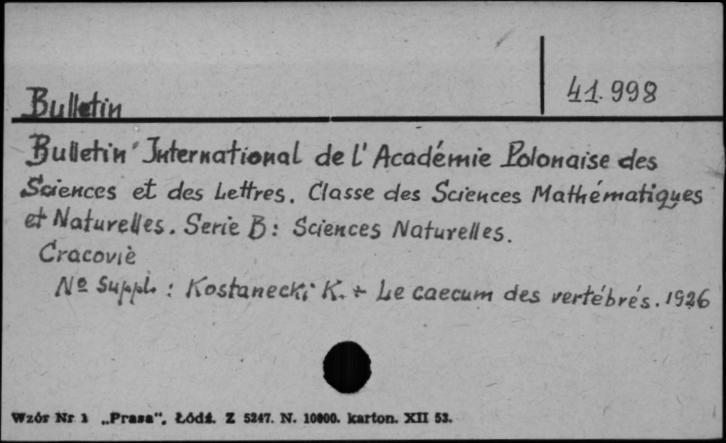 41.998
Bulletin
Bulletin International de l'Académie Polonaise des
Sciences et des Lettres. Classe des Sciences Mathématiques
et Naturelles. Serie B: Sciences Naturelles.
Cracoviè
Nº Suppl. : Kostanecki K. ÷ Le caecum des vertébrés. 1926
Wzór Nr 1 „Prasa”, Łódź. Z 5247. N. 10000. karton. XII 53.